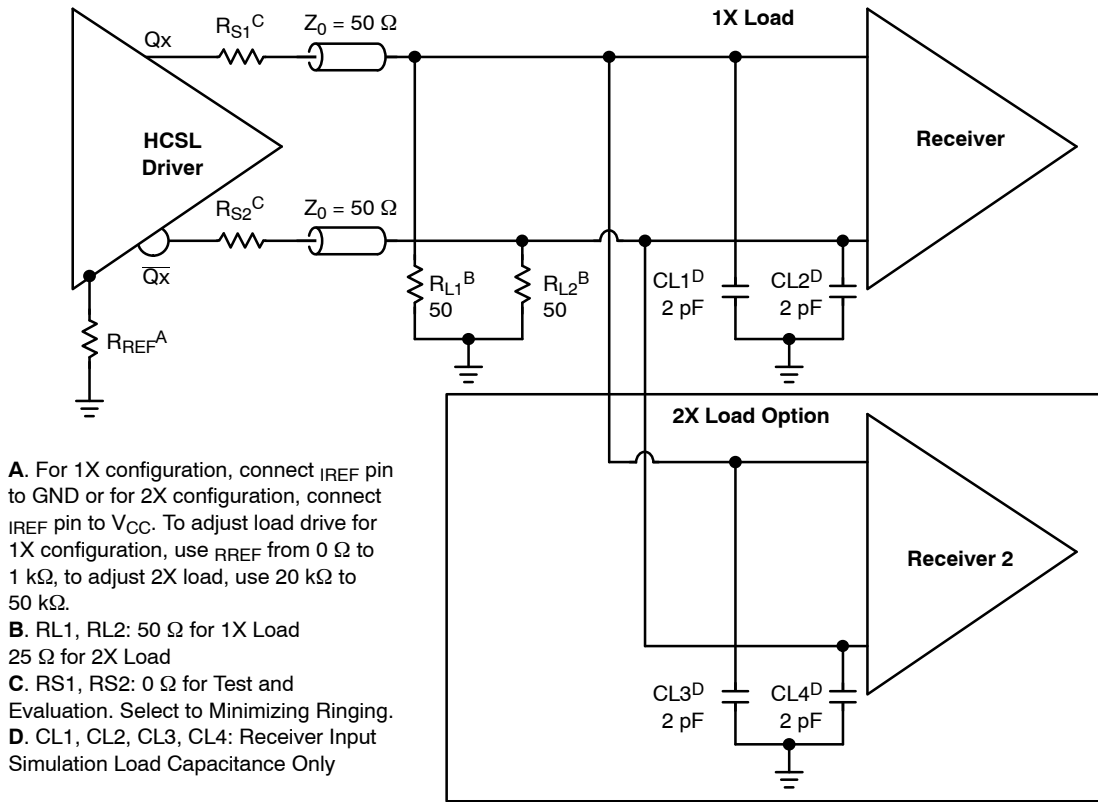 1X Load
Qx
RS1C
Z0 = 50 Ω
HCSL
Driver
Receiver
RS2C
Z0 = 50 Ω
Qx
RL1B
50
RL2B
50
CL1D
2 pF
CL2D
2 pF
RREFA
2X Load Option
Receiver 2
CL3D
2 pF
CL4D
2 pF
A. For 1X configuration, connect IREF pin
to GND or for 2X configuration, connect
IREF pin to VCC. To adjust load drive for
1X configuration, use RREF from 0 Ω to
1 kΩ, to adjust 2X load, use 20 kΩ to
50 kΩ.
B. RL1, RL2: 50 Ω for 1X Load
25 Ω for 2X Load
C. RS1, RS2: 0 Ω for Test and
Evaluation. Select to Minimizing Ringing.
D. CL1, CL2, CL3, CL4: Receiver Input
Simulation Load Capacitance Only